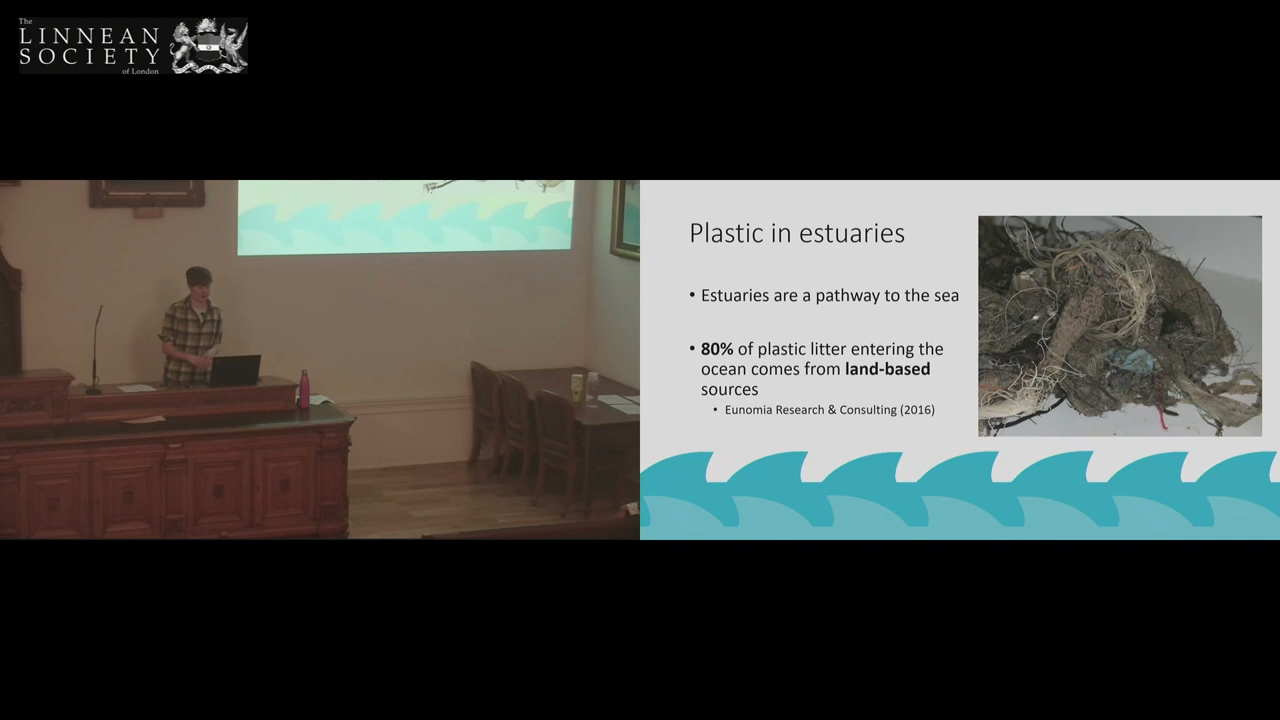 The
LINNEAN
SOCIETY
of London
Plastic in estuaries
• Estuaries are a pathway to the sea
• 80% of plastic litter entering the
ocean comes from land-based
sources
• Eunomia Research & Consulting (2016)